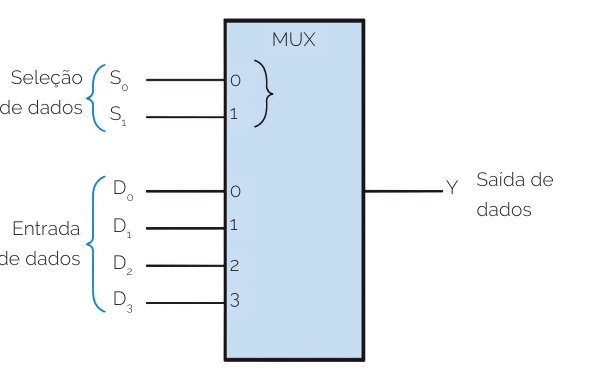 MUX
Seleção
de dados
S0
S1
0
1
Entrada
de dados
D0
D1
D2
D3
0
1
2
3
Y
Saída de
dados